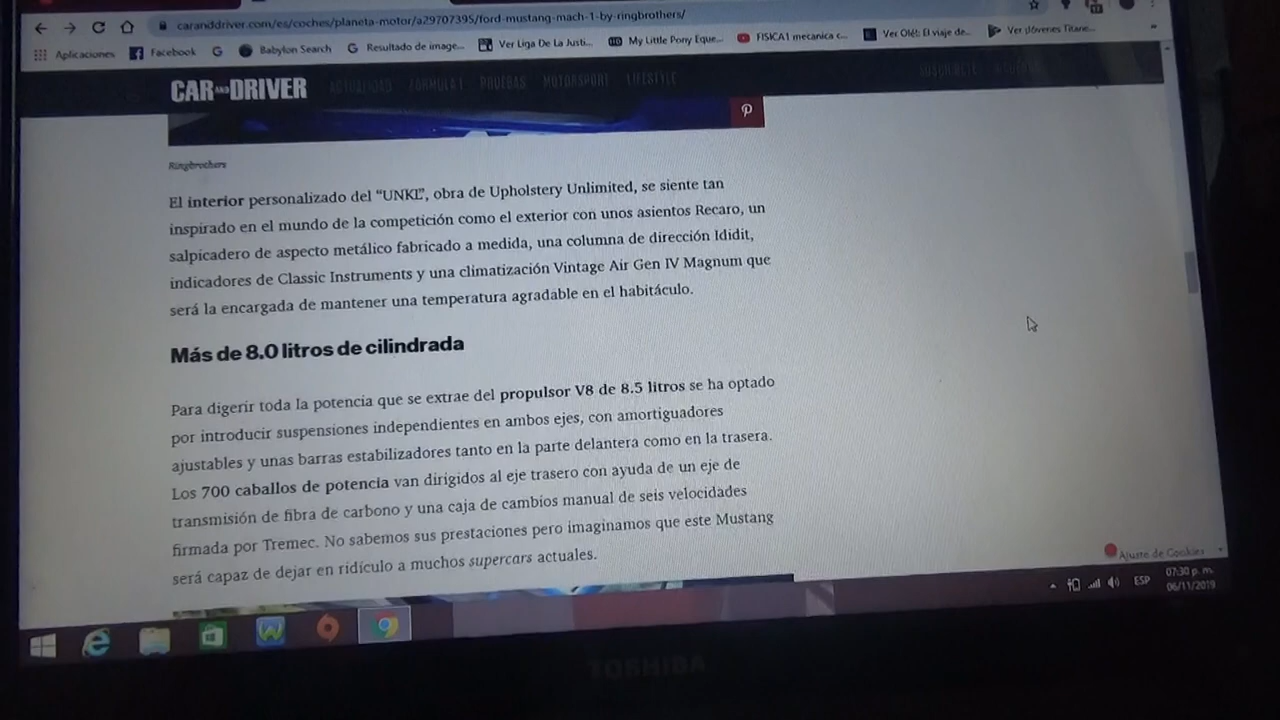 caranddriver.com/es/coches/planeta-motor/a29707395/ford-mustang-mach-1-by-ringbrothers/
Aplicaciones Facebook Babylon Search Resultado de image... Ver Liga De La Justi... My Little Pony Eque... FISICA1 mecanica c... Ver Olé!: El viaje de... Ver ¡Jóvenes Titane...
CAR AND DRIVER ACTUALIDAD FÓRMULA 1 PRUEBAS MOTORSPORT LIFESTYLE
Ringbrothers
El interior personalizado del “UNKL”, obra de Upholstery Unlimited, se siente tan
inspirado en el mundo de la competición como el exterior con unos asientos Recaro, un
salpicadero de aspecto metálico fabricado a medida, una columna de dirección Ididit,
indicadores de Classic Instruments y una climatización Vintage Air Gen IV Magnum que
será la encargada de mantener una temperatura agradable en el habitáculo.
Más de 8.0 litros de cilindrada
Para digerir toda la potencia que se extrae del propulsor V8 de 8.5 litros se ha optado
por introducir suspensiones independientes en ambos ejes, con amortiguadores
ajustables y unas barras estabilizadores tanto en la parte delantera como en la trasera.
Los 700 caballos de potencia van dirigidos al eje trasero con ayuda de un eje de
transmisión de fibra de carbono y una caja de cambios manual de seis velocidades
firmada por Tremec. No sabemos sus prestaciones pero imaginamos que este Mustang
será capaz de dejar en ridículo a muchos supercars actuales.
Ajuste de Cookies
ESP
07:30 p. m.
06/11/2019
TOSHIBA